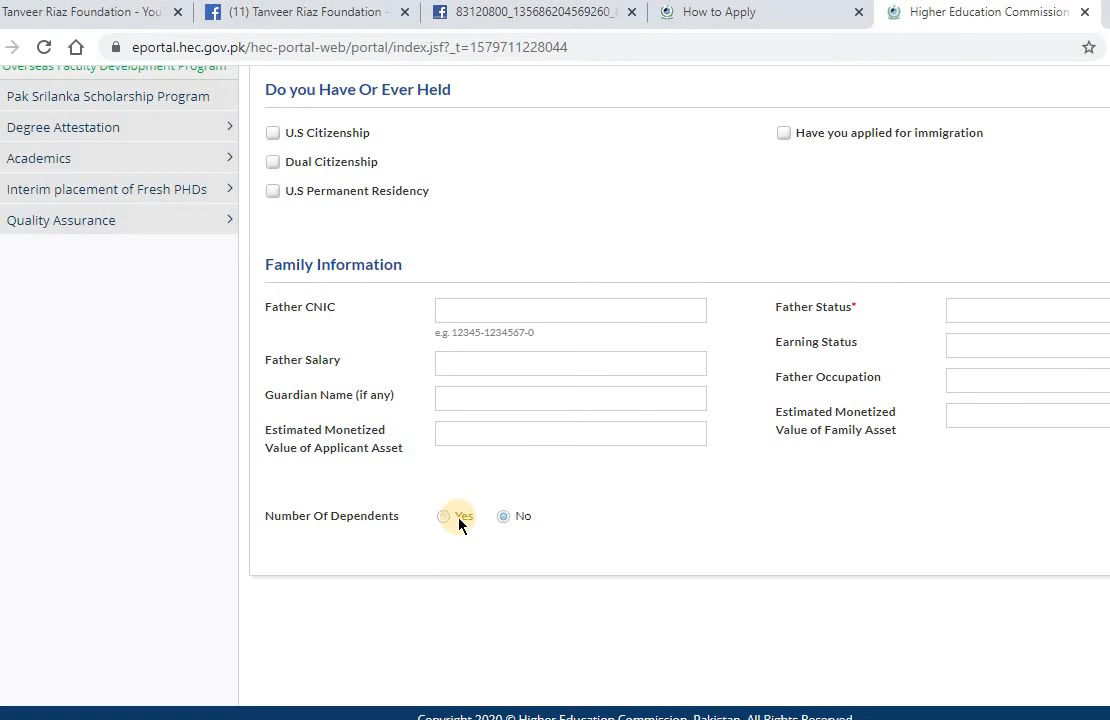 Tanveer Riaz Foundation - You
(11) Tanveer Riaz Foundation -
83120800_135686204569260_
How to Apply
Higher Education Commission
eportal.hec.gov.pk/hec-portal-web/portal/index.jsf?_t=1579711228044
Overseas Faculty Development Program
Pak Srilanka Scholarship Program
Degree Attestation
Academics
Interim placement of Fresh PHDs
Quality Assurance
Do you Have Or Ever Held
U.S Citizenship
Have you applied for immigration
Dual Citizenship
U.S Permanent Residency
Family Information
Father CNIC
e.g. 12345-1234567-0
Father Status*
Earning Status
Father Salary
Father Occupation
Guardian Name (if any)
Estimated Monetized
Value of Family Asset
Estimated Monetized
Value of Applicant Asset
Number Of Dependents
Yes
No
Copyright 2020 © Higher Education Commission, Pakistan. All Rights Reserved